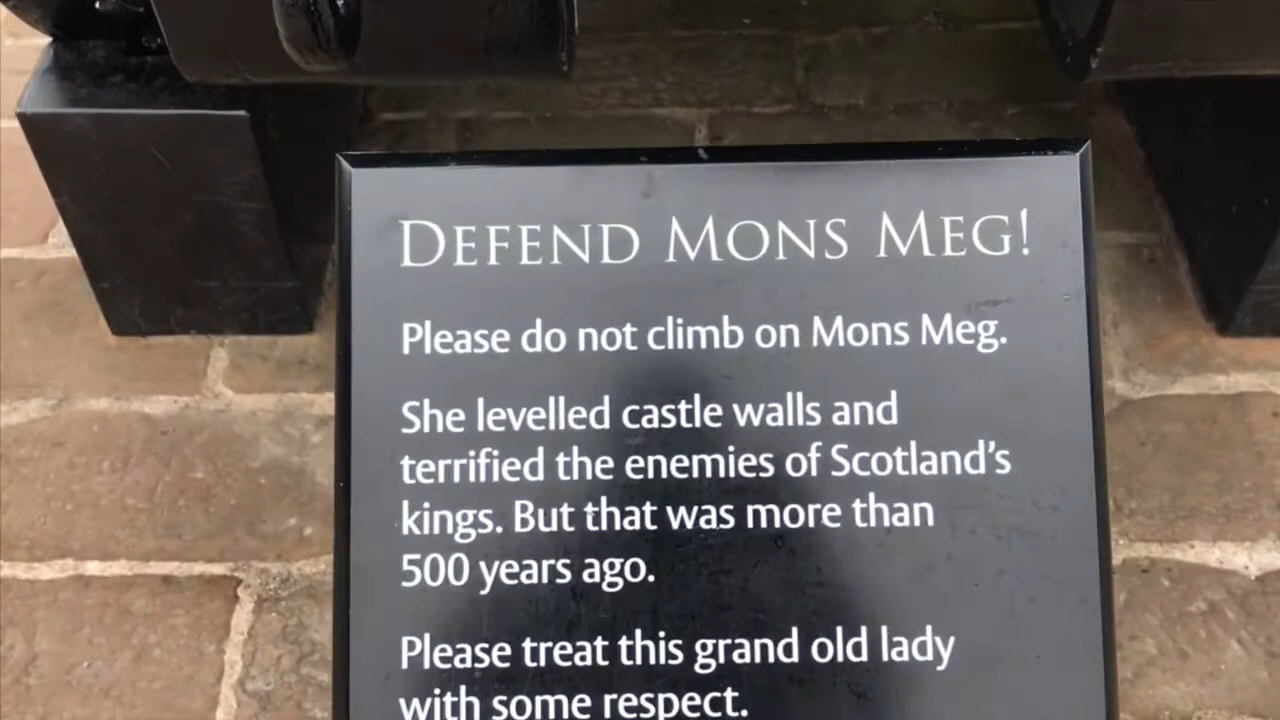 DEFEND MONS MEG!
Please do not climb on Mons Meg.
She levelled castle walls and
terrified the enemies of Scotland's
kings. But that was more than
500 years ago.
Please treat this grand old lady
with some respect.